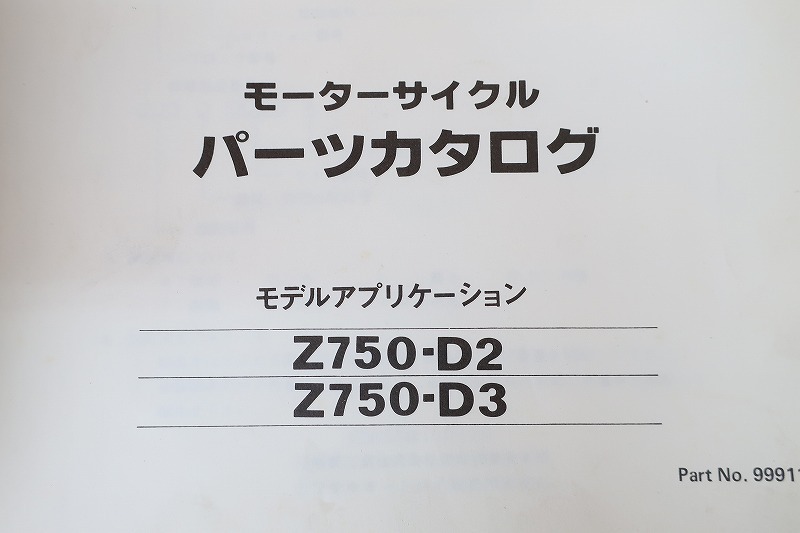 モーターサイクル
パーツカタログ
モデルアプリケーション
Z750-D2
Z750-D3
Part No. 99911